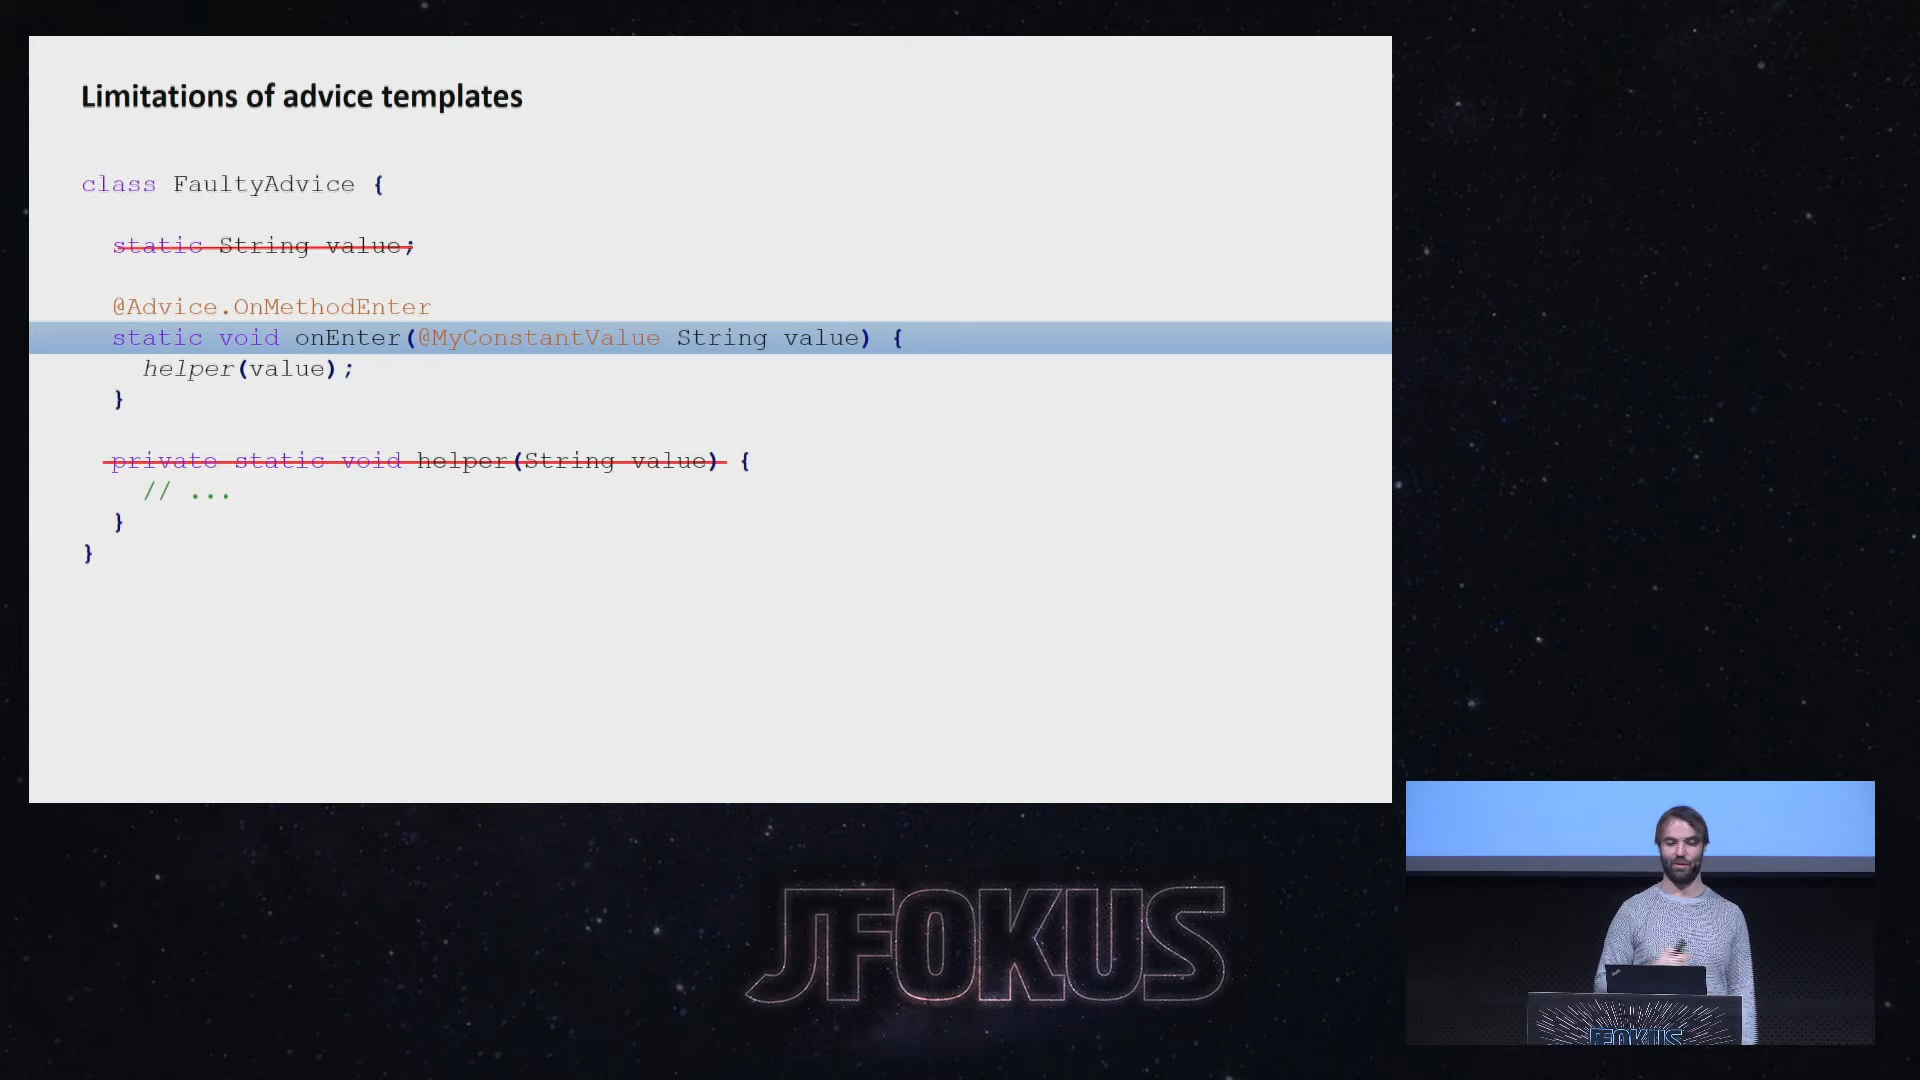 Limitations of advice templates
class FaultyAdvice {
static String value;
@Advice.OnMethodEnter
static void onEnter(@MyConstantValue String value) {
helper(value);
}
private static void helper(String value) {
// ...
}
}
JFOKUS
JFOKUS